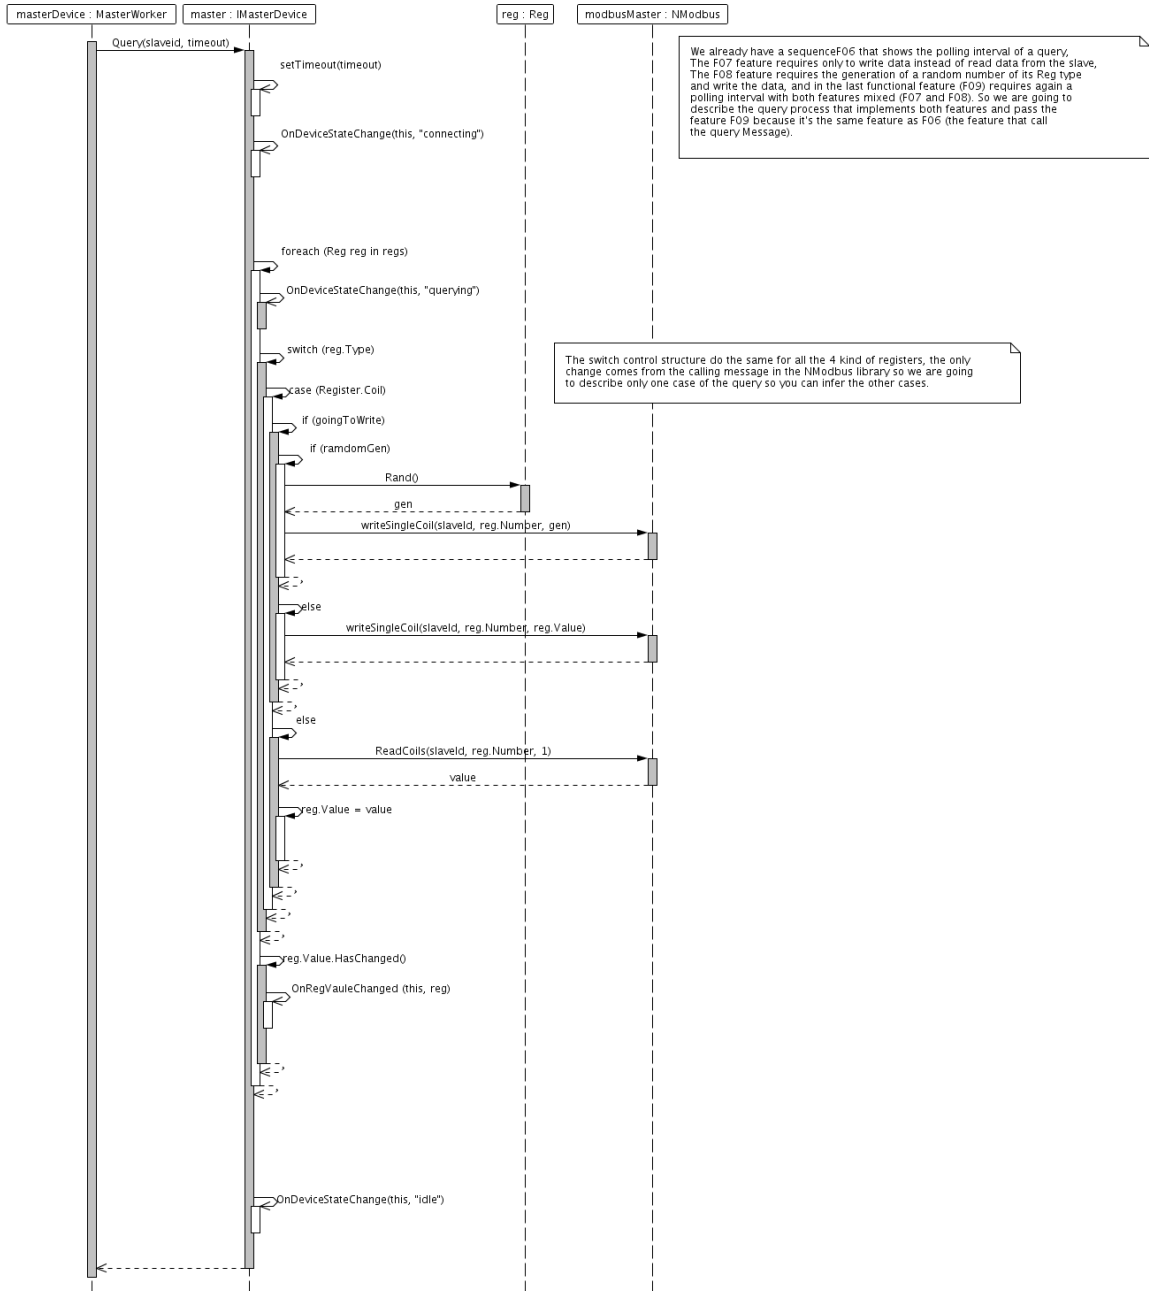 masterDevice : MasterWorker
master : IMasterDevice
reg : Reg
modbusMaster : NModbus
Query(slaveid, timeout)
We already have a sequenceF06 that shows the polling interval of a query,
The F07 feature requires only to write data instead of read data from the slave,
The F08 feature requires the generation of a random number of its Reg type
and write the data, and in the last functional feature (F09) requires again a
polling interval with both features mixed (F07 and F08). So we are going to
describe the query process that implements both features and pass the
feature F09 because it's the same feature as F06 (the feature that call
the query Message).
setTimeout(timeout)
OnDeviceStateChange(this, "connecting")
foreach (Reg reg in regs)
OnDeviceStateChange(this, "querying")
switch (reg.Type)
The switch control structure do the same for all the 4 kind of registers, the only
change comes from the calling message in the NModbus library so we are going
to describe only one case of the query so you can infer the other cases.
case (Register.Coil)
if (goingToWrite)
if (ramdomGen)
Rand()
gen
writeSingleCoil(slaveId, reg.Number, gen)
else
writeSingleCoil(slaveId, reg.Number, reg.Value)
else
ReadCoils(slaveId, reg.Number, 1)
value
reg.Value = value
reg.Value.HasChanged()
OnRegVauleChanged (this, reg)
OnDeviceStateChange(this, "idle")